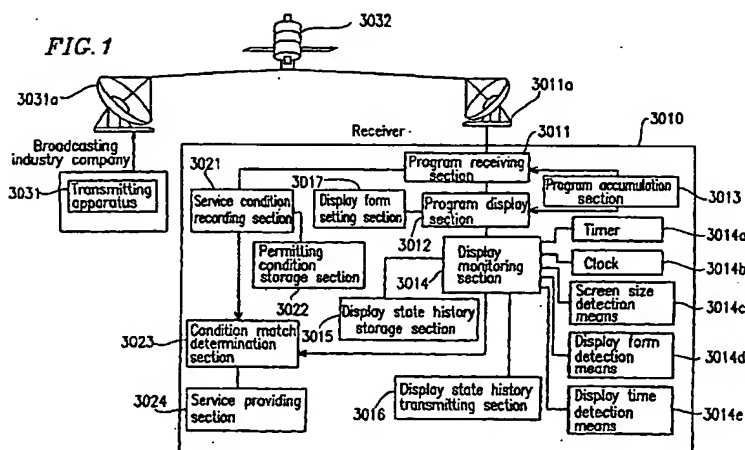 FIG. 1
3032
3031a
3011a
Broadcasting
industry company
Receiver
3010
3031
Transmitting
apparatus
3021
3011
Program receiving
section
3017
Service condition
recording section
Display form
setting section
Program display
section
Program accumulation
section
3013
3012
Timer
3014a
Permitting
condition
storage section
3022
3014
Display
monitoring
section
Clock
3014b
Screen size
detection
means
3014c
3015
Display state history
storage section
3023
Condition match
determination
section
Display form
detection
means
3014d
3024
Service providing
section
3016
Display state history
transmitting section
Display time
detection
means
3014e